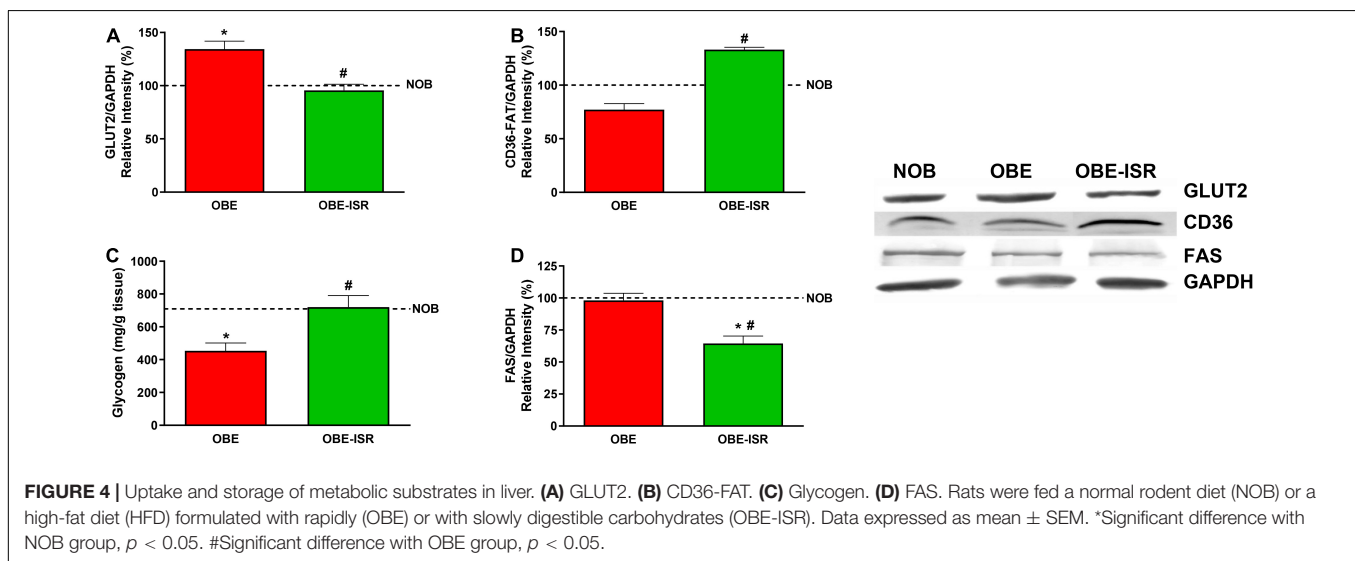 A
GLUT2/GAPDH
Relative Intensity (%)
150
100
50
0
*
#
NOB
OBE
OBE-ISR
B
CD36-FAT/GAPDH
Relative Intensity (%)
150
100
50
0
#
NOB
OBE
OBE-ISR
C
Glycogen (mg/g tissue)
1000
800
600
400
200
0
*
#
NOB
OBE
OBE-ISR
D
FAS/GAPDH
Relative Intensity (%)
125
100
75
50
25
0
* #
NOB
OBE
OBE-ISR
NOB OBE OBE-ISR
GLUT2
CD36
FAS
GAPDH
FIGURE 4 | Uptake and storage of metabolic substrates in liver. (A) GLUT2. (B) CD36-FAT. (C) Glycogen. (D) FAS. Rats were fed a normal rodent diet (NOB) or a
high-fat diet (HFD) formulated with rapidly (OBE) or with slowly digestible carbohydrates (OBE-ISR). Data expressed as mean ± SEM. *Significant difference with
NOB group, p < 0.05. #Significant difference with OBE group, p < 0.05.